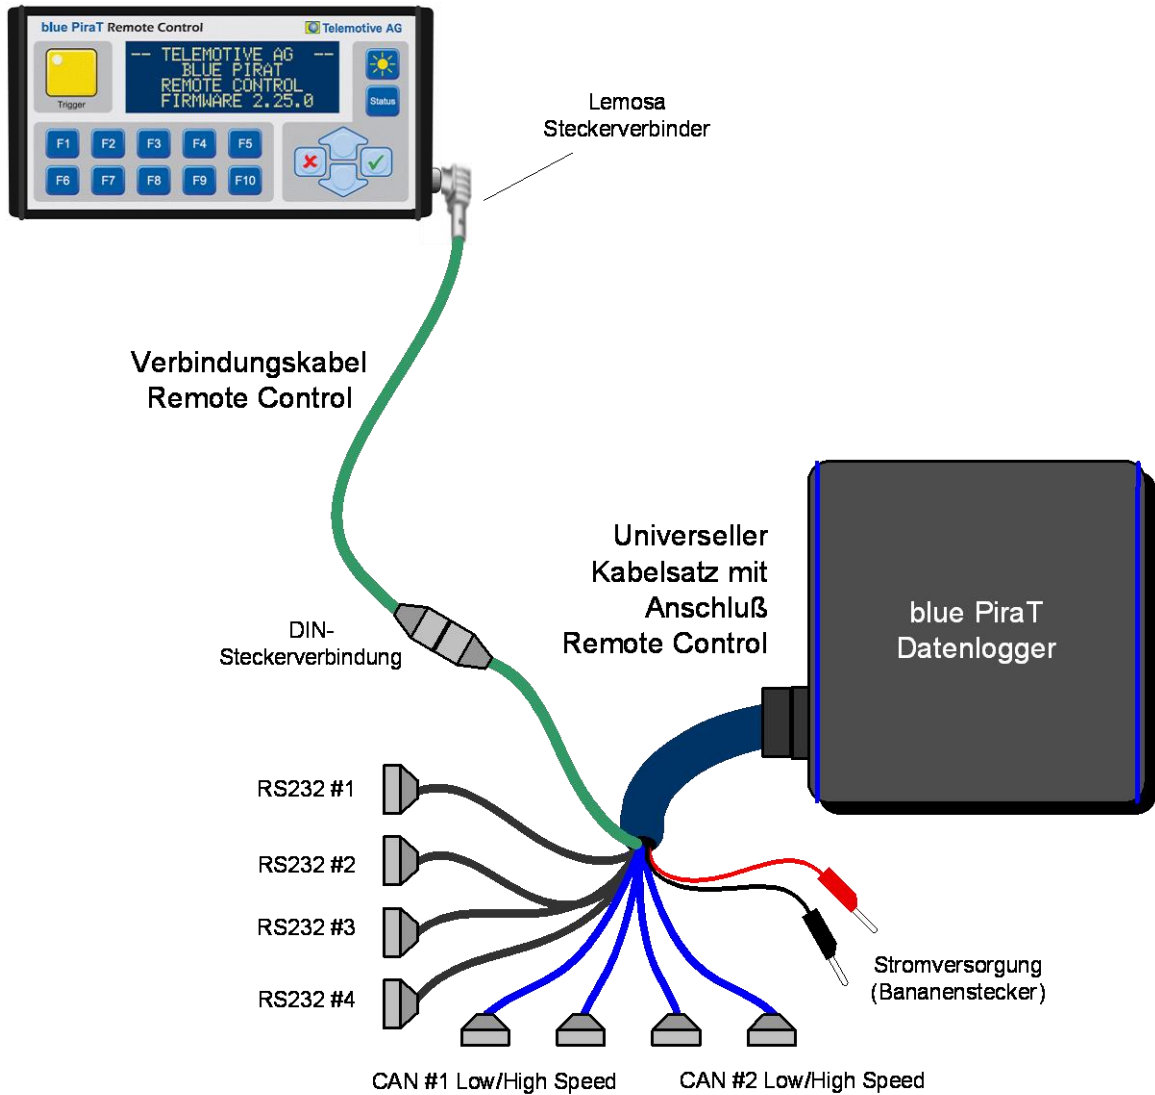 blue PiraT Remote Control
Telemotive AG
-- TELEMOTIVE AG --
BLUE PIRAT
REMOTE CONTROL
FIRMWARE 2.25.0
Trigger
Status
F1 F2 F3 F4 F5
F6 F7 F8 F9 F10
Lemosa
Steckerverbinder
Verbindungskabel
Remote Control
Universeller
Kabelsatz mit
Anschluß
Remote Control
blue PiraT
Datenlogger
DIN-
Steckerverbindung
RS232 #1
RS232 #2
RS232 #3
RS232 #4
Stromversorgung
(Bananenstecker)
CAN #1 Low/High Speed
CAN #2 Low/High Speed